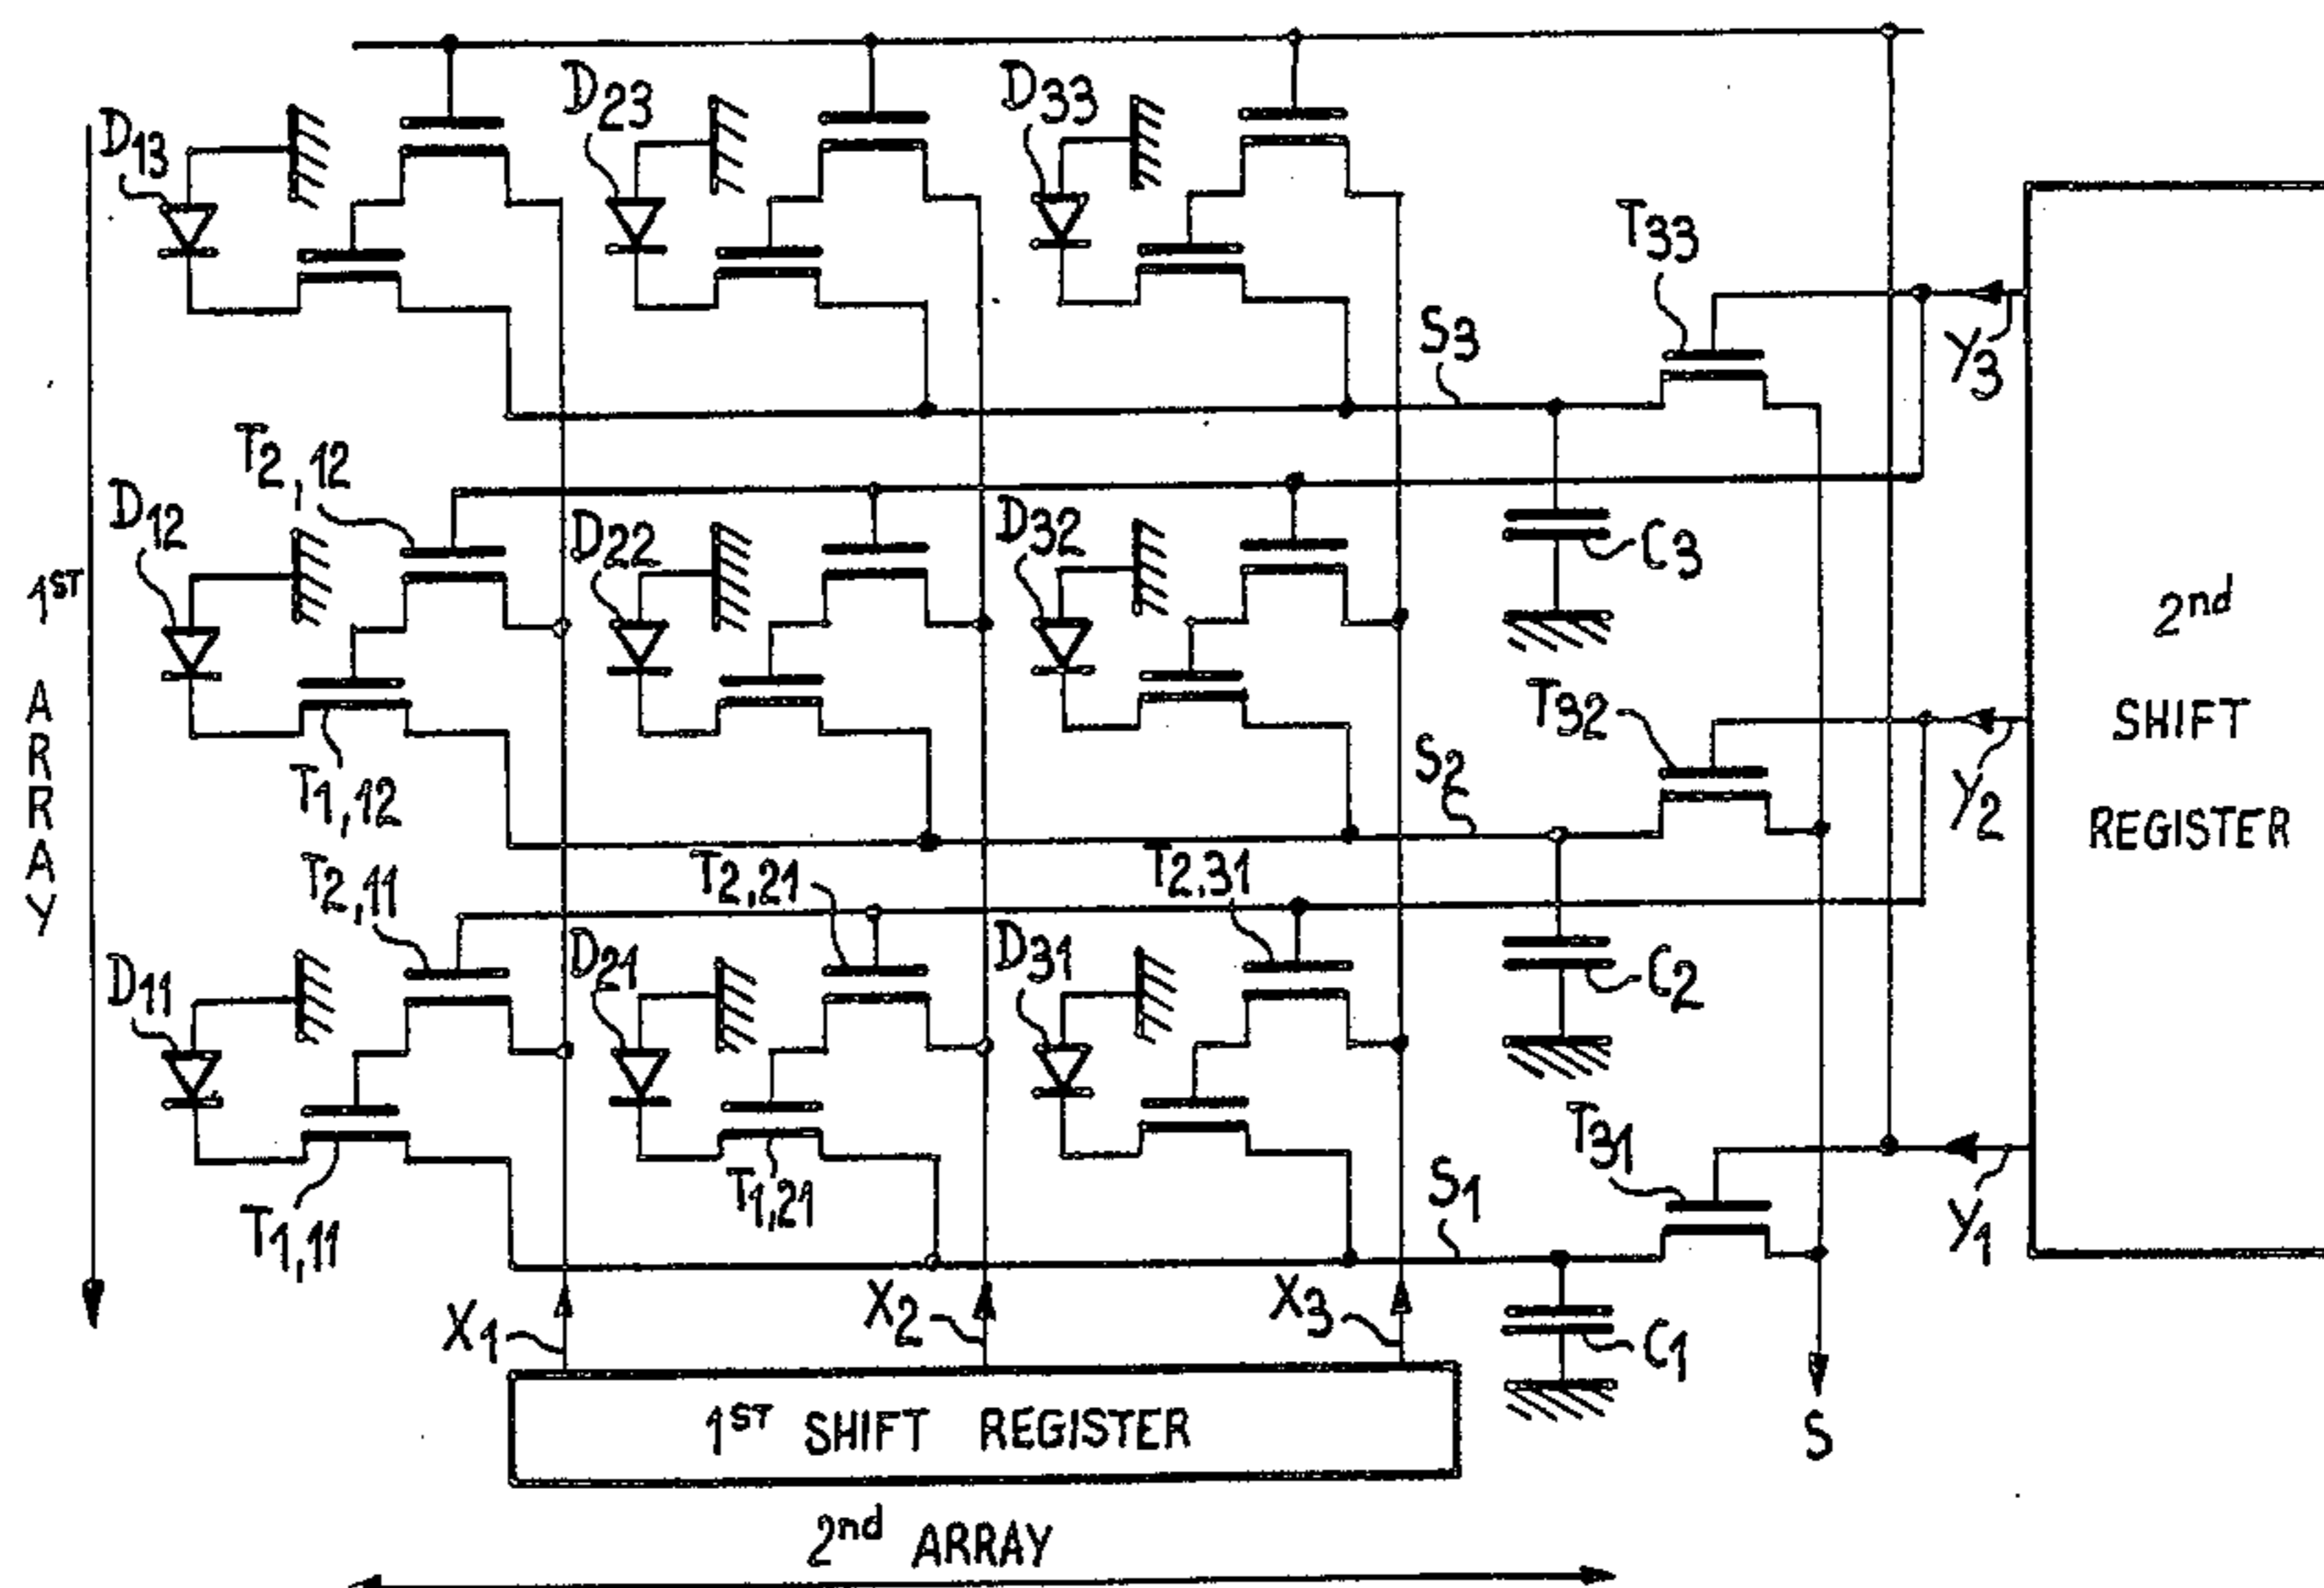 D13
D23
D33
T33
Y3
S3
T2,12
D12
D22
D32
C3
1ST ARRAY
2nd
SHIFT
REGISTER
T32
T1,12
S2
Y2
T2,11
T2,21
T2,31
D11
D21
D31
C2
T31
T1,11
T1,21
S1
Y1
X1
X2
X3
C1
1ST SHIFT REGISTER
S
2nd ARRAY